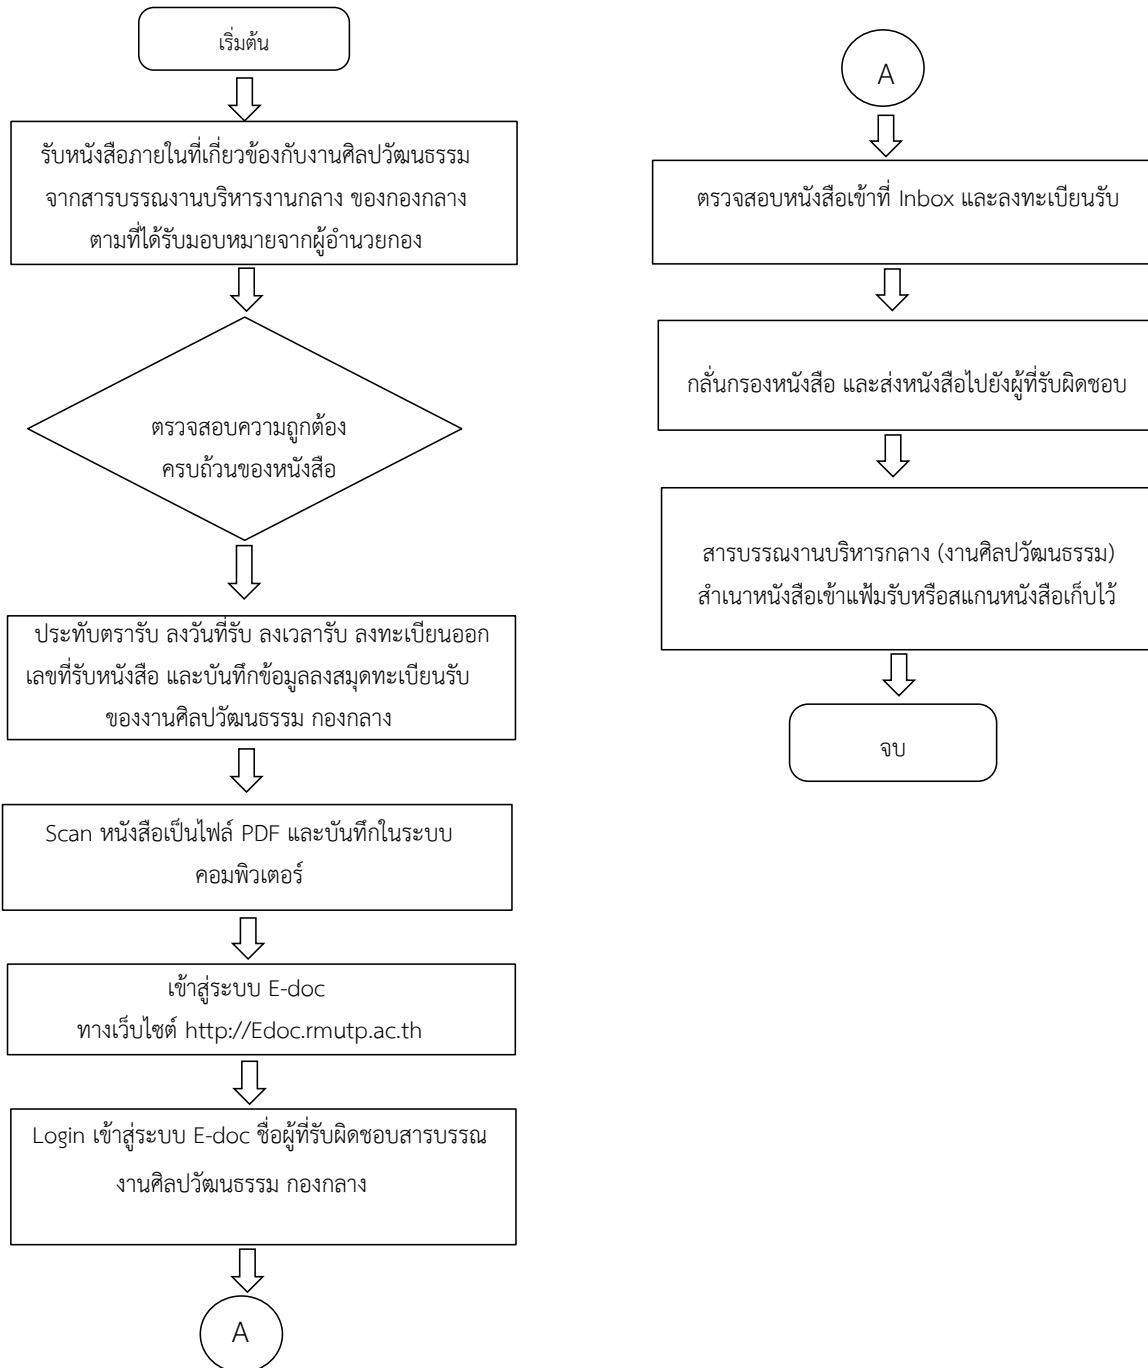 เริ่มต้น
รับหนังสือภายในที่เกี่ยวข้องกับงานศิลปวัฒนธรรม
จากสารบรรณงานบริหารงานกลาง ของกองกลาง
ตามที่ได้รับมอบหมายจากผู้อำนวยกอง
ตรวจสอบความถูกต้อง
ครบถ้วนของหนังสือ
ประทับตรารับ ลงวันที่รับ ลงเวลารับ ลงทะเบียนออก
เลขที่รับหนังสือ และบันทึกข้อมูลลงสมุดทะเบียนรับ
ของงานศิลปวัฒนธรรม กองกลาง
Scan หนังสือเป็นไฟล์ PDF และบันทึกในระบบ
คอมพิวเตอร์
เข้าสู่ระบบ E-doc
ทางเว็บไซต์ http://Edoc.rmutp.ac.th
Login เข้าสู่ระบบ E-doc ชื่อผู้ที่รับผิดชอบสารบรรณ
งานศิลปวัฒนธรรม กองกลาง
A
A
ตรวจสอบหนังสือเข้าที่ Inbox และลงทะเบียนรับ
กลั่นกรองหนังสือ และส่งหนังสือไปยังผู้ที่รับผิดชอบ
สารบรรณงานบริหารกลาง (งานศิลปวัฒนธรรม)
สำเนาหนังสือเข้าแฟ้มรับหรือสแกนหนังสือเก็บไว้
จบ